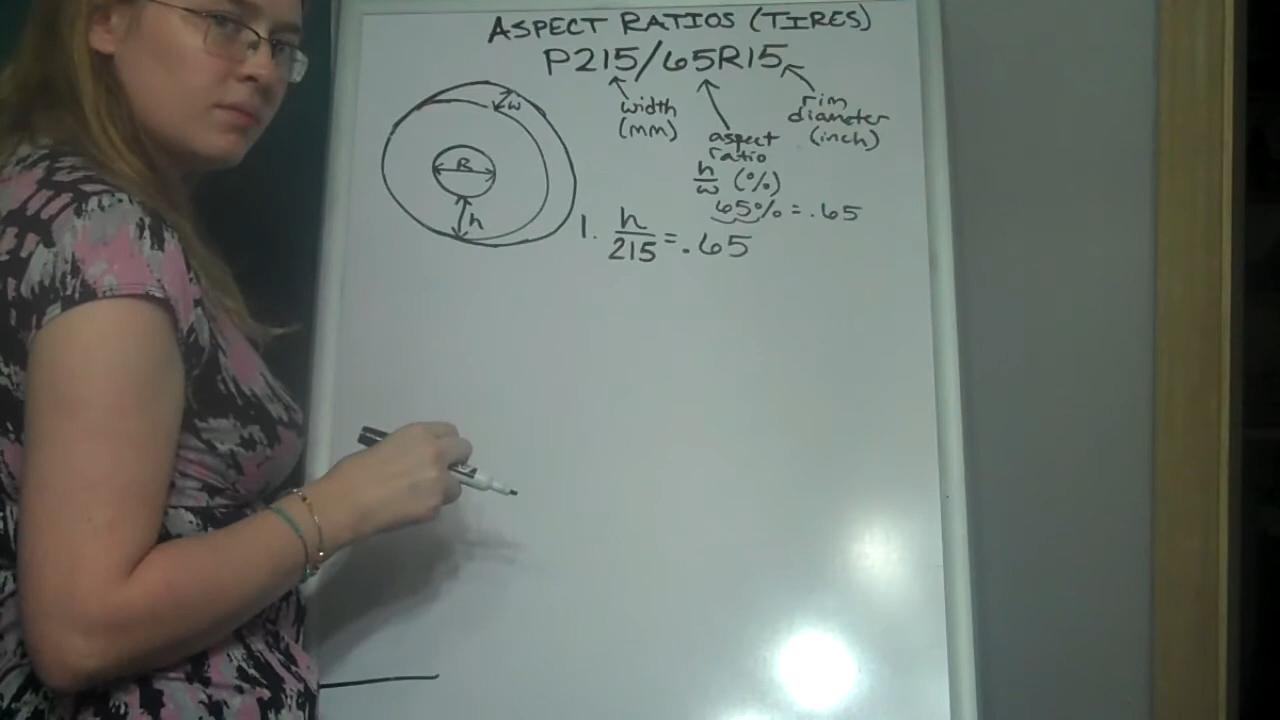 ASPECT RATIOS (TIRES)
P215/65R15
width
(mm)
aspect
ratio
h/w (%)
65% = .65
rim
diameter
(inch)
w
R
h
1. h/215 = .65